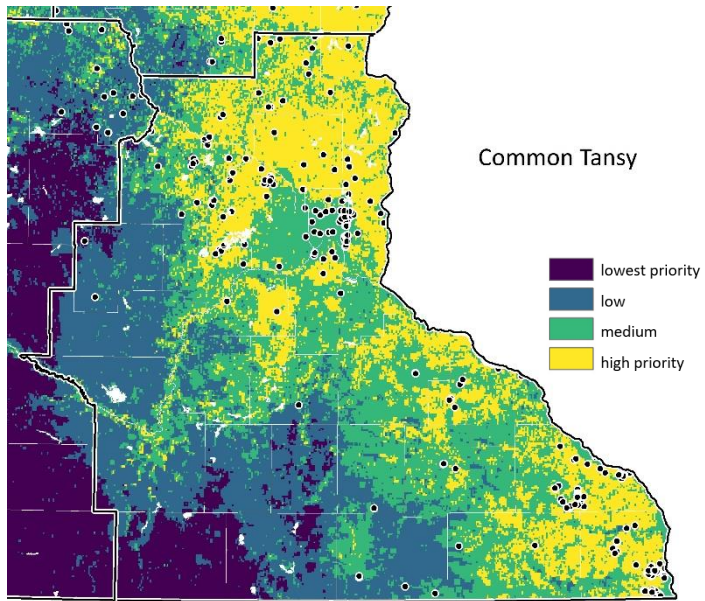 Common Tansy
lowest priority
low
medium
high priority